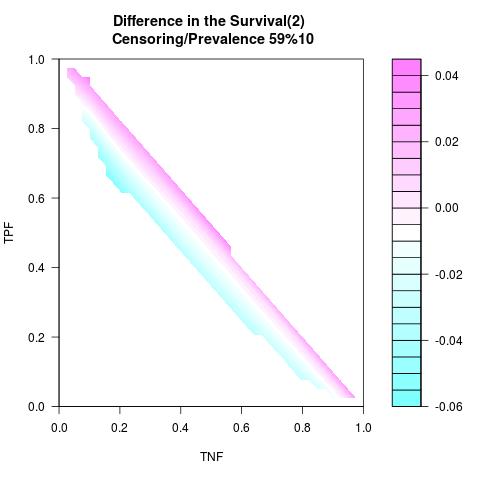 Difference in the Survival(2)
Censoring/Prevalence 59%10
1.0
0.8
0.6
0.4
0.2
0.0
TPF
0.0 0.2 0.4 0.6 0.8 1.0
TNF
0.04
0.02
0.00
-0.02
-0.04
-0.06